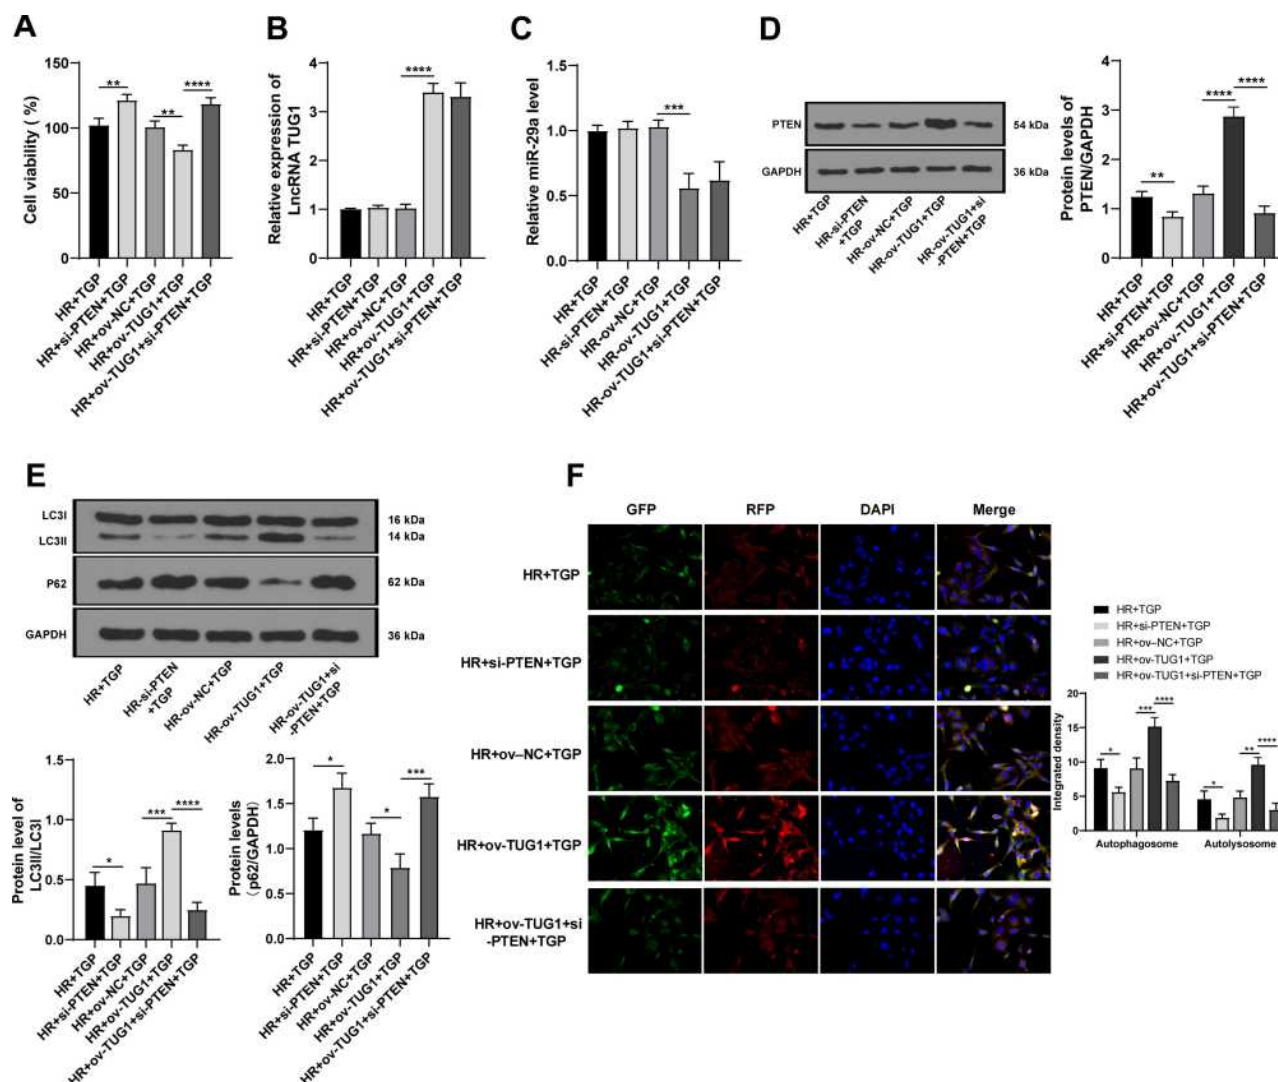 A
Cell viability ( %)
150
100
50
0
**
**
****
HR+TGP
HR+si-PTEN+TGP
HR+ov-NC+TGP
HR+ov-TUG1+TGP
HR+ov-TUG1+si-PTEN+TGP
B
Relative expression of
LncRNA TUG1
4
3
2
1
0
****
HR+TGP
HR+si-PTEN+TGP
HR+ov-NC+TGP
HR+ov-TUG1+TGP
HR+ov-TUG1+si-PTEN+TGP
C
Relative miR-29a level
1.5
1.0
0.5
0.0
***
HR+TGP
HR-si-PTEN+TGP
HR-ov-NC+TGP
HR-ov-TUG1+TGP
HR-ov-TUG1+si-PTEN+TGP
D
PTEN
54 kDa
GAPDH
36 kDa
HR+TGP
HR-si-PTEN
+TGP
HR-ov-NC+TGP
HR-ov-TUG1+TGP
HR-ov-TUG1+si
-PTEN+TGP
Protein levels of
PTEN/GAPDH
4
3
2
1
0
**
****
****
HR+TGP
HR+si-PTEN+TGP
HR+ov-NC+TGP
HR+ov-TUG1+TGP
HR+ov-TUG1+si-PTEN+TGP
E
LC3I
16 kDa
LC3II
14 kDa
P62
62 kDa
GAPDH
36 kDa
HR+TGP
HR-si-PTEN
+TGP
HR-ov-NC+TGP
HR-ov-TUG1+TGP
HR-ov-TUG1+si
-PTEN+TGP
Protein level of
LC3II/LC3I
1.5
1.0
0.5
0.0
*
***
****
HR+TGP
HR+si-PTEN+TGP
HR+ov-NC+TGP
HR+ov-TUG1+TGP
HR+ov-TUG1+si-PTEN+TGP
Protein levels
（p62/GAPDH)
2.0
1.5
1.0
0.5
0.0
*
*
***
HR+TGP
HR+si-PTEN+TGP
HR+ov-NC+TGP
HR+ov-TUG1+TGP
HR+ov-TUG1+si-PTEN+TGP
F
GFP RFP DAPI Merge
HR+TGP
HR+si-PTEN+TGP
HR+ov–NC+TGP
HR+ov-TUG1+TGP
HR+ov-TUG1+si
-PTEN+TGP
HR+TGP
HR+si-PTEN+TGP
HR+ov–NC+TGP
HR+ov-TUG1+TGP
HR+ov-TUG1+si-PTEN+TGP
Integrated density
20
15
10
5
0
*
***
****
*
**
****
Autophagosome
Autolysosome